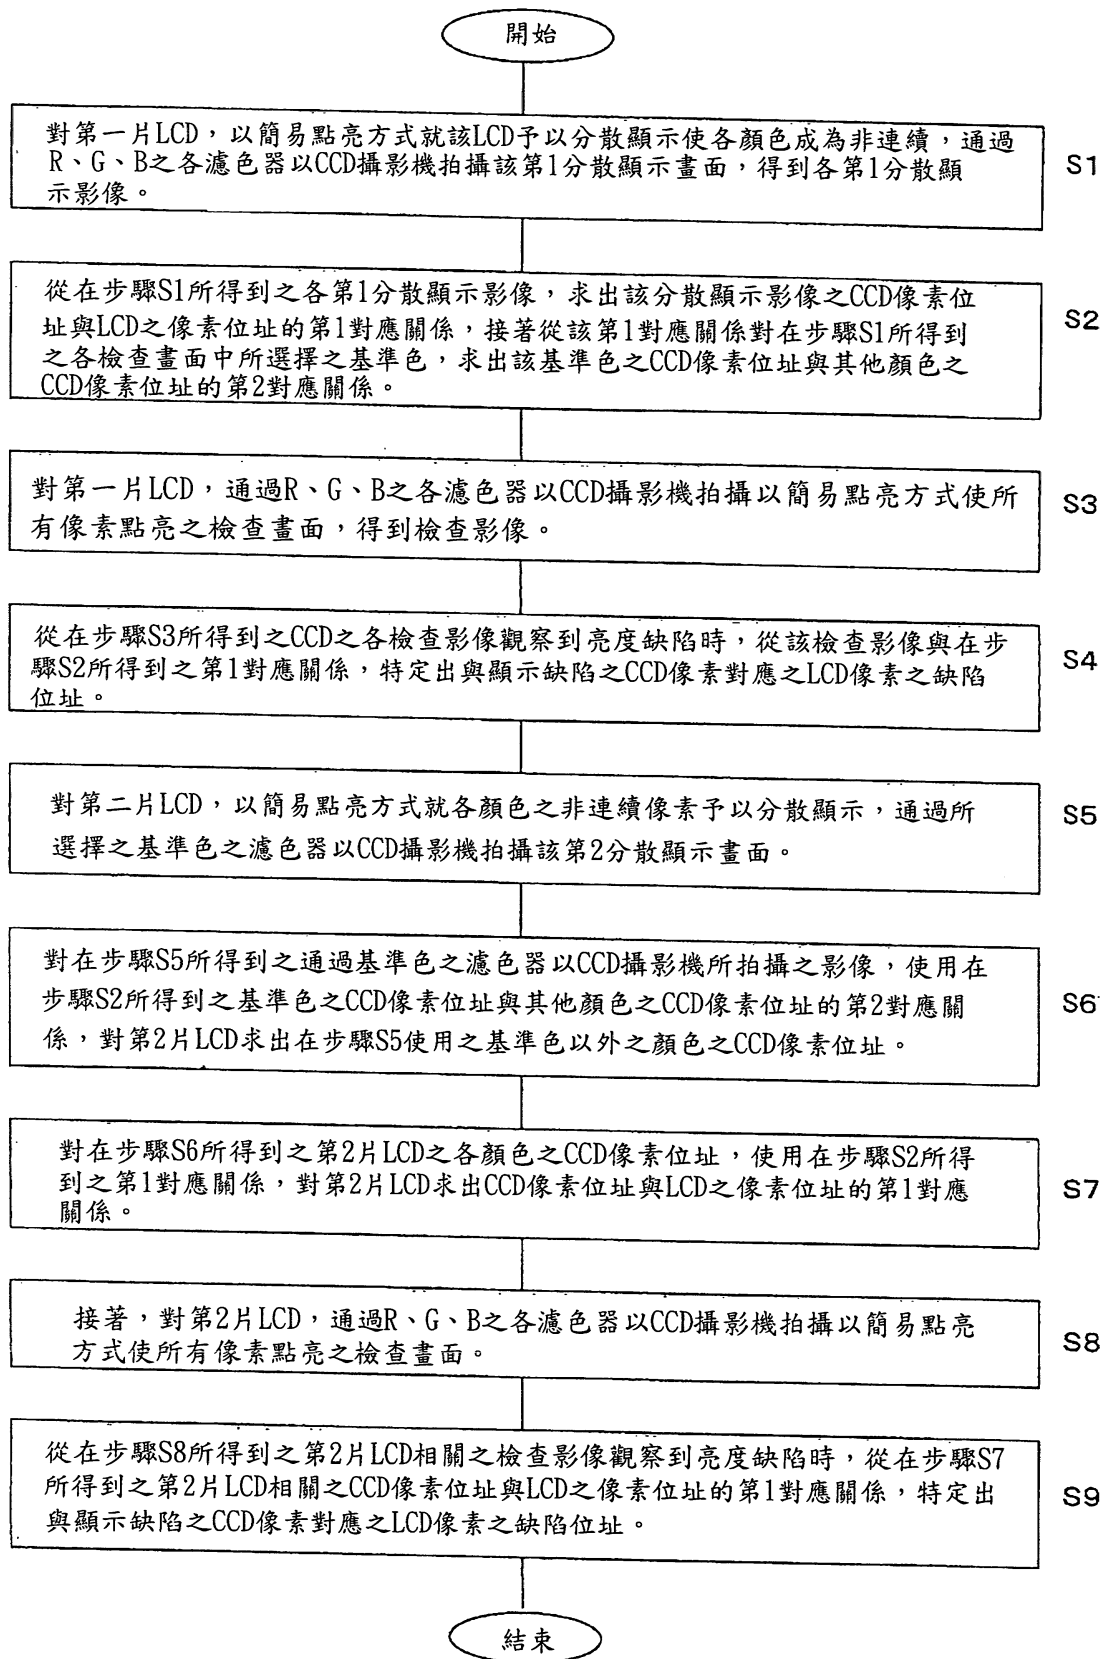 開始
對第一片LCD，以簡易點亮方式就該LCD予以分散顯示使各顏色成為非連續，通過
R、G、B之各濾色器以CCD攝影機拍攝該第1分散顯示畫面，得到各第1分散顯
示影像。
S1
從在步驟S1所得到之各第1分散顯示影像，求出該分散顯示影像之CCD像素位
址與LCD之像素位址的第1對應關係，接著從該第1對應關係對在步驟S1所得到
之各檢查畫面中所選擇之基準色，求出該基準色之CCD像素位址與其他顏色之
CCD像素位址的第2對應關係。
S2
對第一片LCD，通過R、G、B之各濾色器以CCD攝影機拍攝以簡易點亮方式使所
有像素點亮之檢查畫面，得到檢查影像。
S3
從在步驟S3所得到之CCD之各檢查影像觀察到亮度缺陷時，從該檢查影像與在步
驟S2所得到之第1對應關係，特定出與顯示缺陷之CCD像素對應之LCD像素之缺陷
位址。
S4
對第二片LCD，以簡易點亮方式就各顏色之非連續像素予以分散顯示，通過所
選擇之基準色之濾色器以CCD攝影機拍攝該第2分散顯示畫面。
S5
對在步驟S5所得到之通過基準色之濾色器以CCD攝影機所拍攝之影像，使用在
步驟S2所得到之基準色之CCD像素位址與其他顏色之CCD像素位址的第2對應關
係，對第2片LCD求出在步驟S5使用之基準色以外之顏色之CCD像素位址。
S6
對在步驟S6所得到之第2片LCD之各顏色之CCD像素位址，使用在步驟S2所得
到之第1對應關係，對第2片LCD求出CCD像素位址與LCD之像素位址的第1對應
關係。
S7
接著，對第2片LCD，通過R、G、B之各濾色器以CCD攝影機拍攝以簡易點亮
方式使所有像素點亮之檢查畫面。
S8
從在步驟S8所得到之第2片LCD相關之檢查影像觀察到亮度缺陷時，從在步驟S7
所得到之第2片LCD相關之CCD像素位址與LCD之像素位址的第1對應關係，特定出
與顯示缺陷之CCD像素對應之LCD像素之缺陷位址。
S9
結束